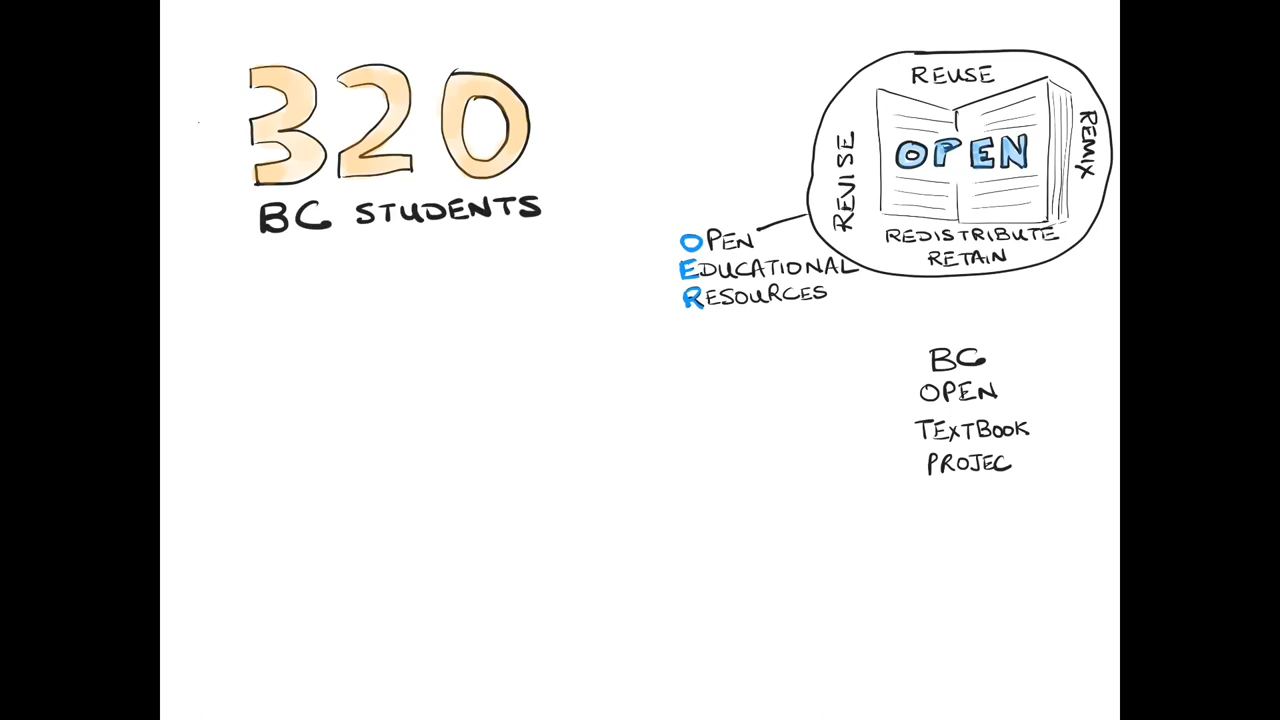 320
BC STUDENTS
REUSE
REVISE
OPEN
REMIX
REDISTRIBUTE
RETAIN
OPEN
EDUCATIONAL
RESOURCES
BC
OPEN
TEXTBOOK
PROJEC